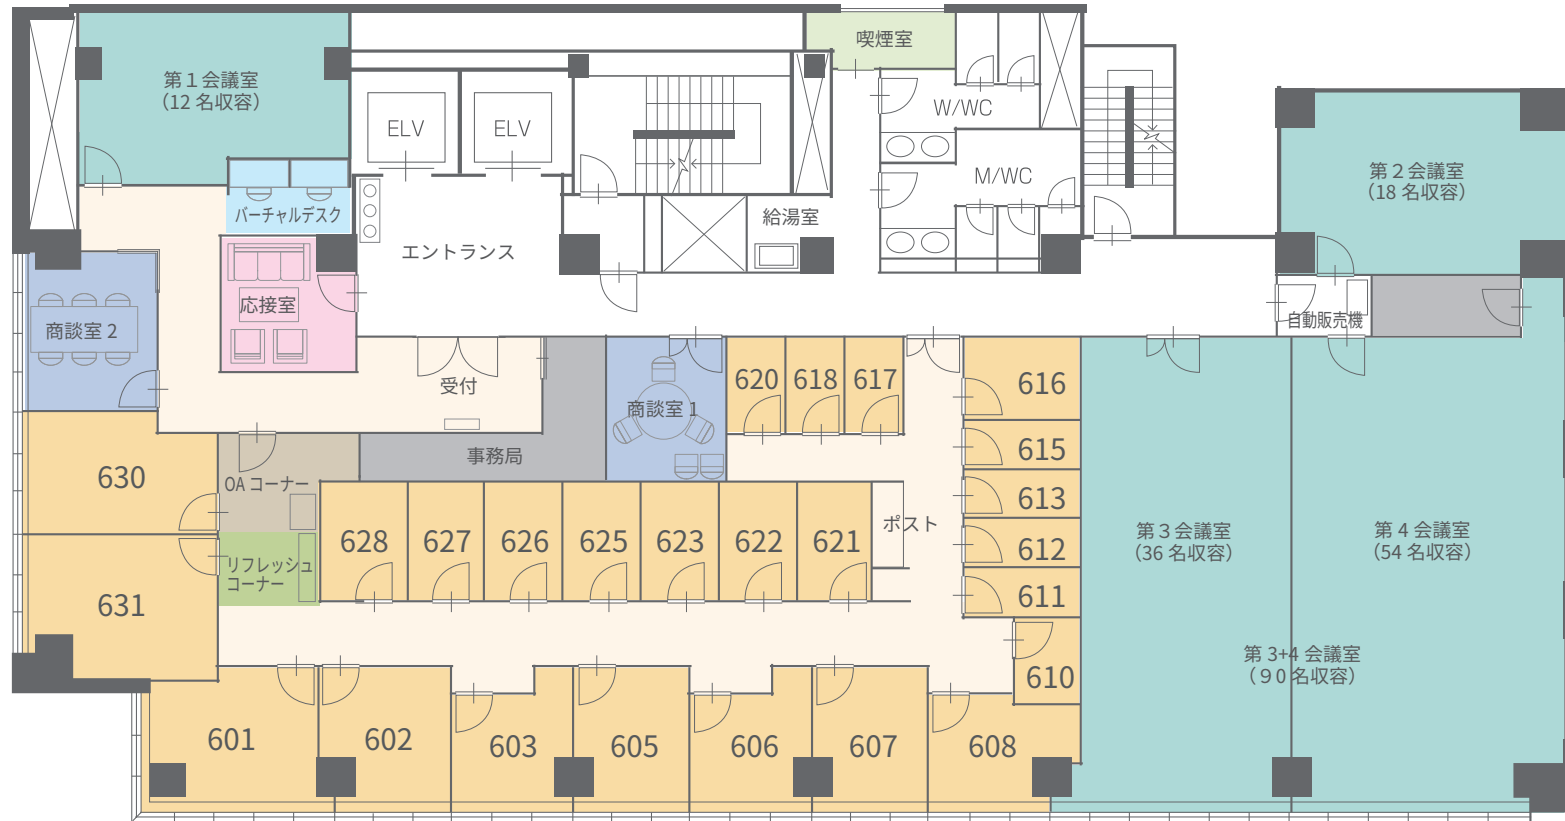 喫煙室
第１会議室
（12 名収容）
ELV
ELV
W/WC
M/WC
第２会議室
（18 名収容）
バーチャルデスク
給湯室
エントランス
応接室
商談室 2
自動販売機
受付
620
618
617
616
商談室 1
事務局
615
630
OA コーナー
613
628
627
626
625
623
622
621
ポスト
612
第３会議室
（36 名収容）
第 4 会議室
（54 名収容）
リフレッシュ
コーナー
631
611
610
第 3+4 会議室
（９０名収容）
601
602
603
605
606
607
608